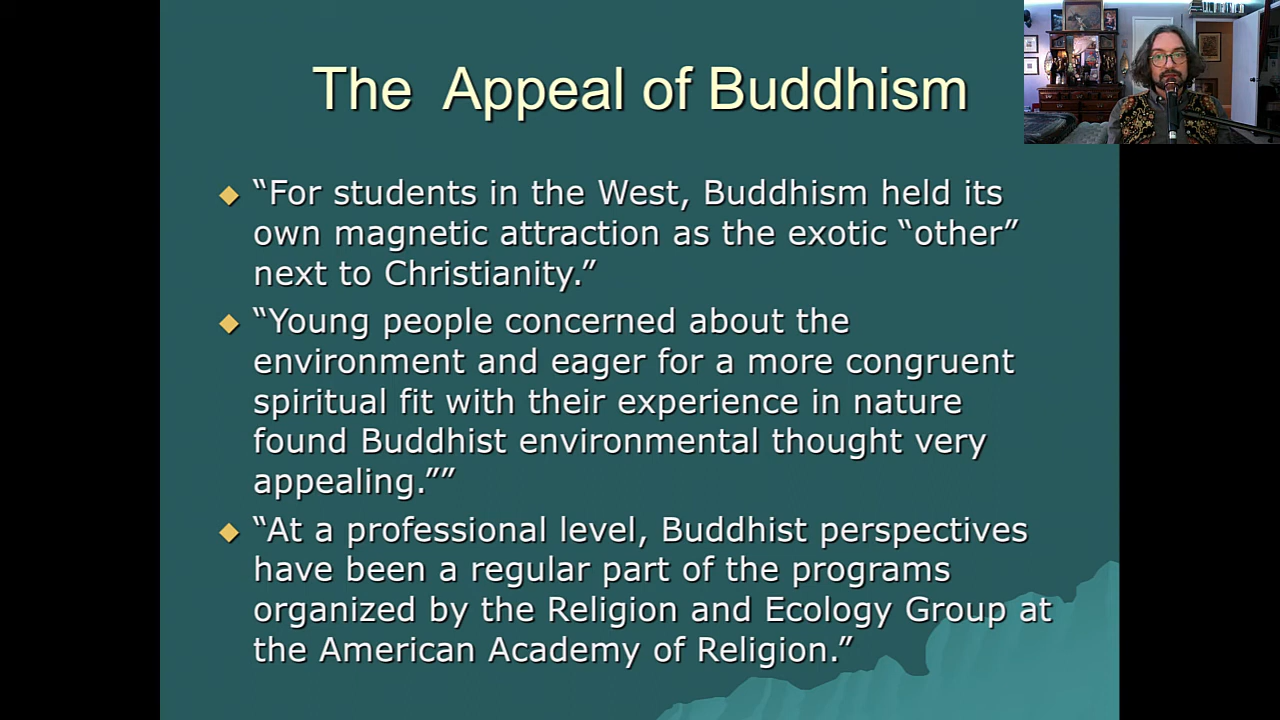 The  Appeal of Buddhism
“For students in the West, Buddhism held its
own magnetic attraction as the exotic “other”
next to Christianity.”
“Young people concerned about the
environment and eager for a more congruent
spiritual fit with their experience in nature
found Buddhist environmental thought very
appealing.””
“At a professional level, Buddhist perspectives
have been a regular part of the programs
organized by the Religion and Ecology Group at
the American Academy of Religion.”